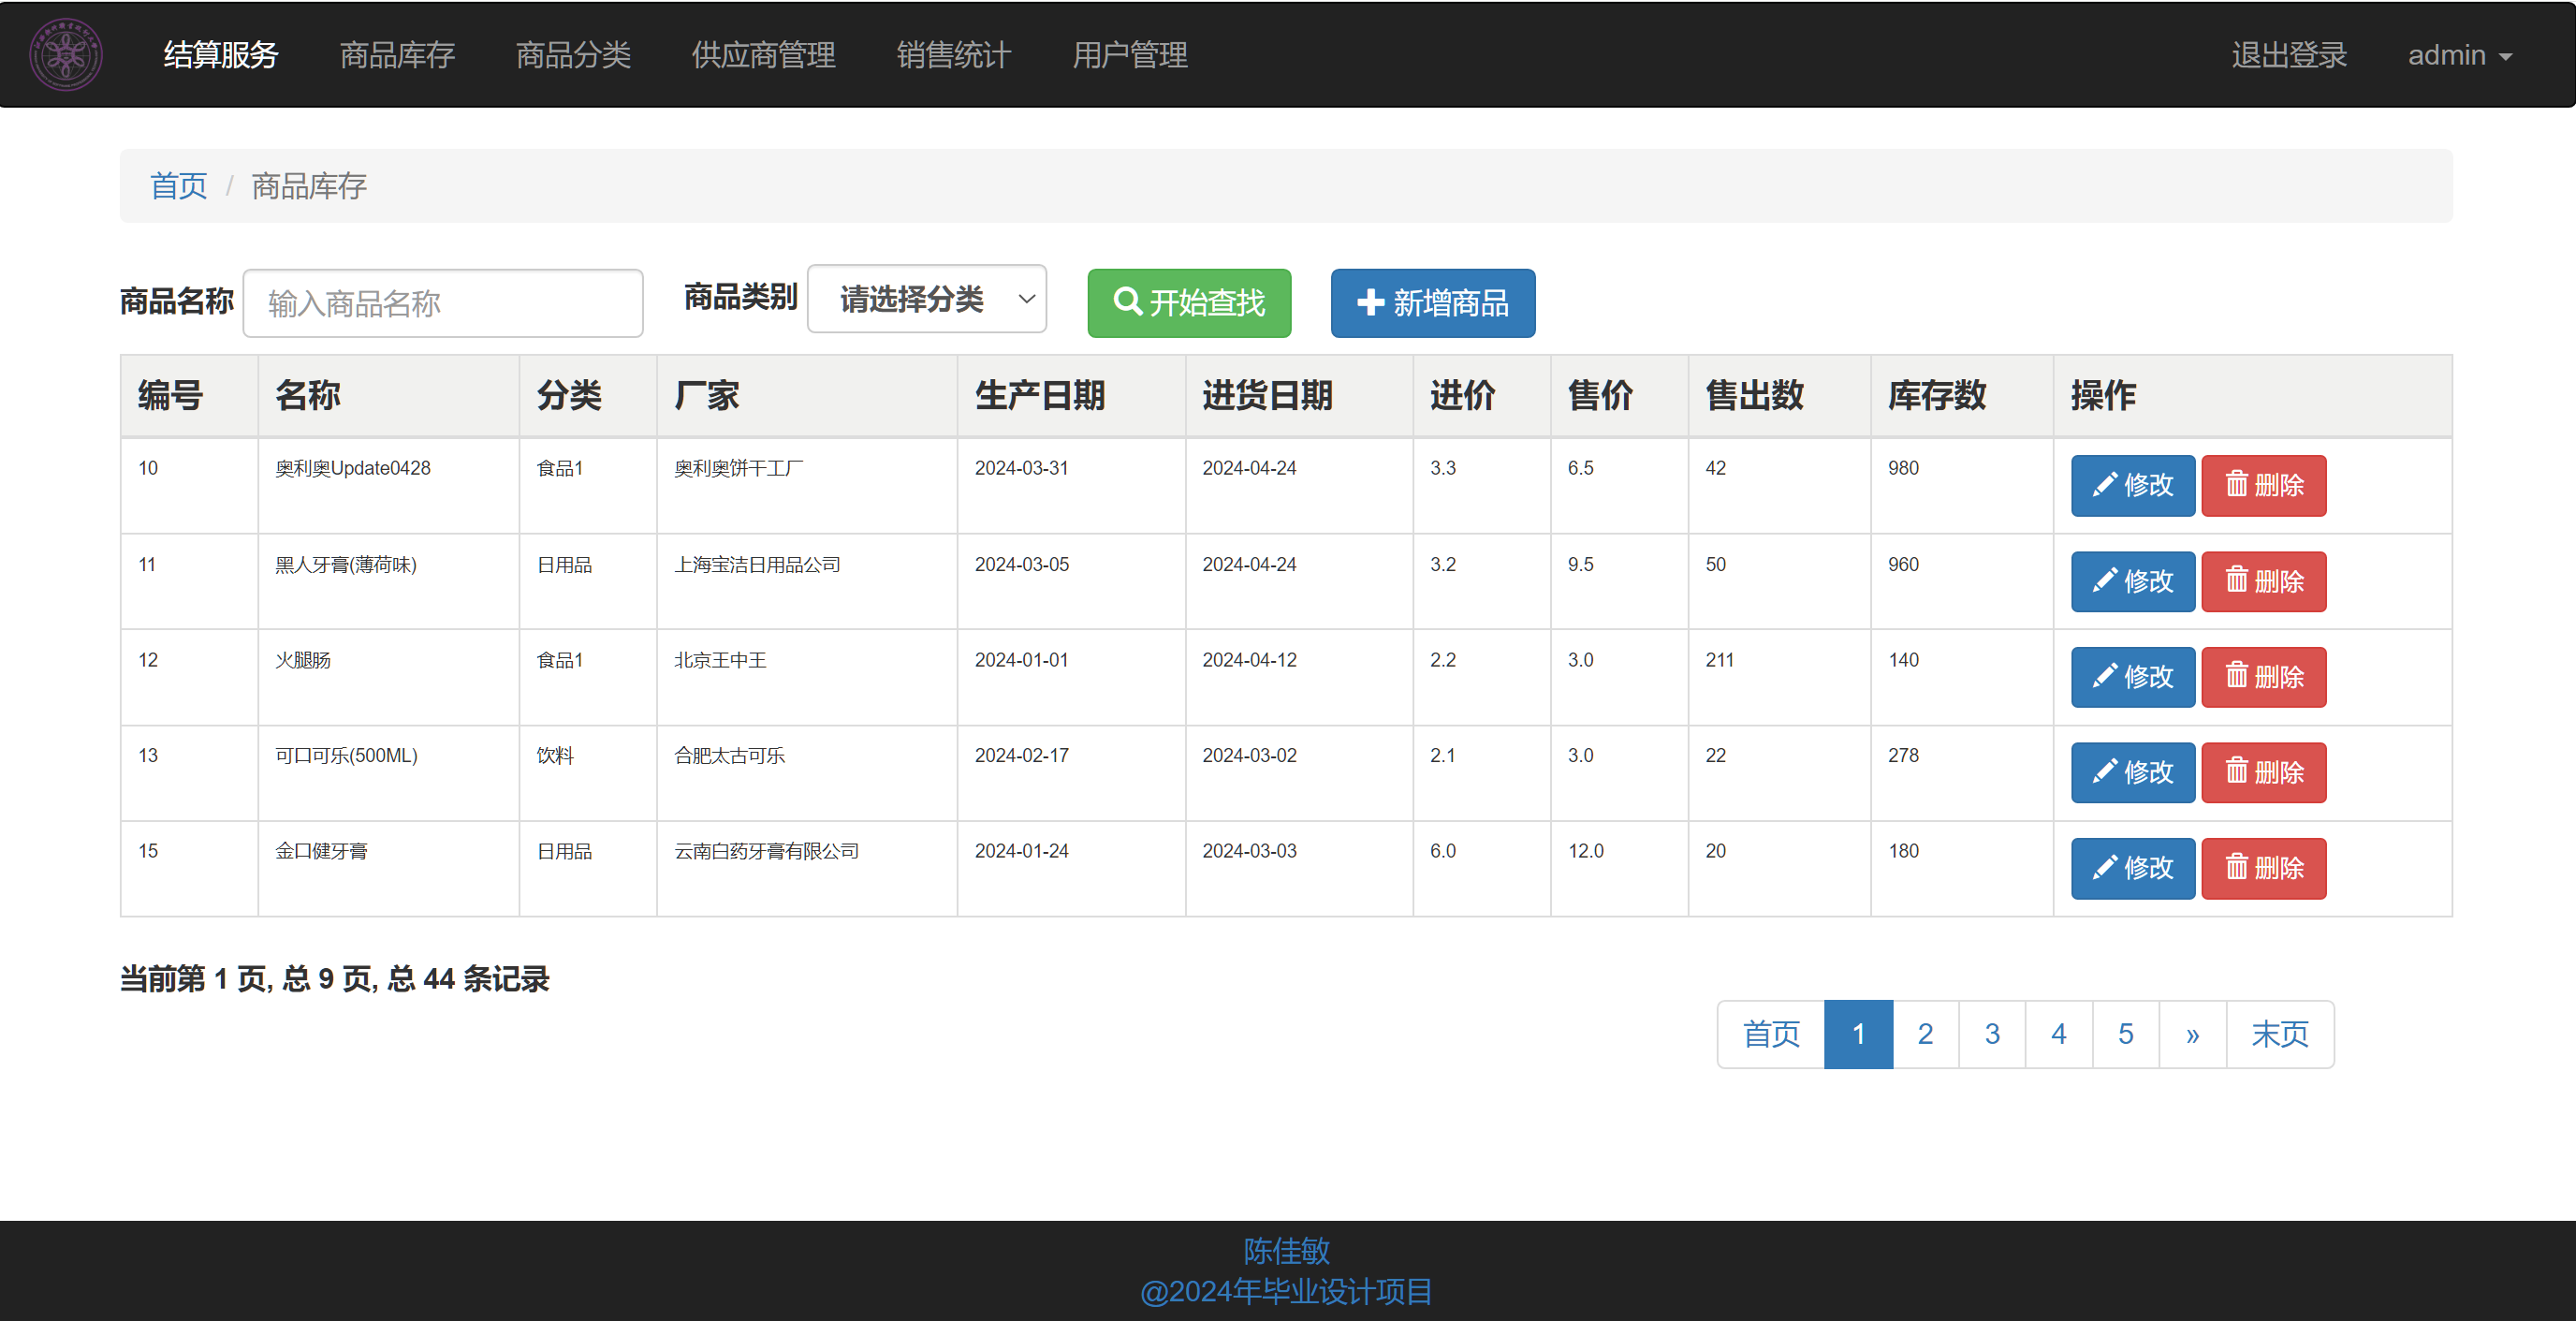 结算服务 商品库存 商品分类 供应商管理 销售统计 用户管理 退出登录 admin
首页 / 商品库存
商品名称 输入商品名称 商品类别 请选择分类 开始查找 新增商品
编号 名称 分类 厂家 生产日期 进货日期 进价 售价 售出数 库存数 操作
10 奥利奥Update0428 食品1 奥利奥饼干工厂 2024-03-31 2024-04-24 3.3 6.5 42 980 修改 删除
11 黑人牙膏(薄荷味) 日用品 上海宝洁日用品公司 2024-03-05 2024-04-24 3.2 9.5 50 960 修改 删除
12 火腿肠 食品1 北京王中王 2024-01-01 2024-04-12 2.2 3.0 211 140 修改 删除
13 可口可乐(500ML) 饮料 合肥太古可乐 2024-02-17 2024-03-02 2.1 3.0 22 278 修改 删除
15 金口健牙膏 日用品 云南白药牙膏有限公司 2024-01-24 2024-03-03 6.0 12.0 20 180 修改 删除
当前第 1 页, 总 9 页, 总 44 条记录
首页 1 2 3 4 5 » 末页
陈佳敏
@2024年毕业设计项目